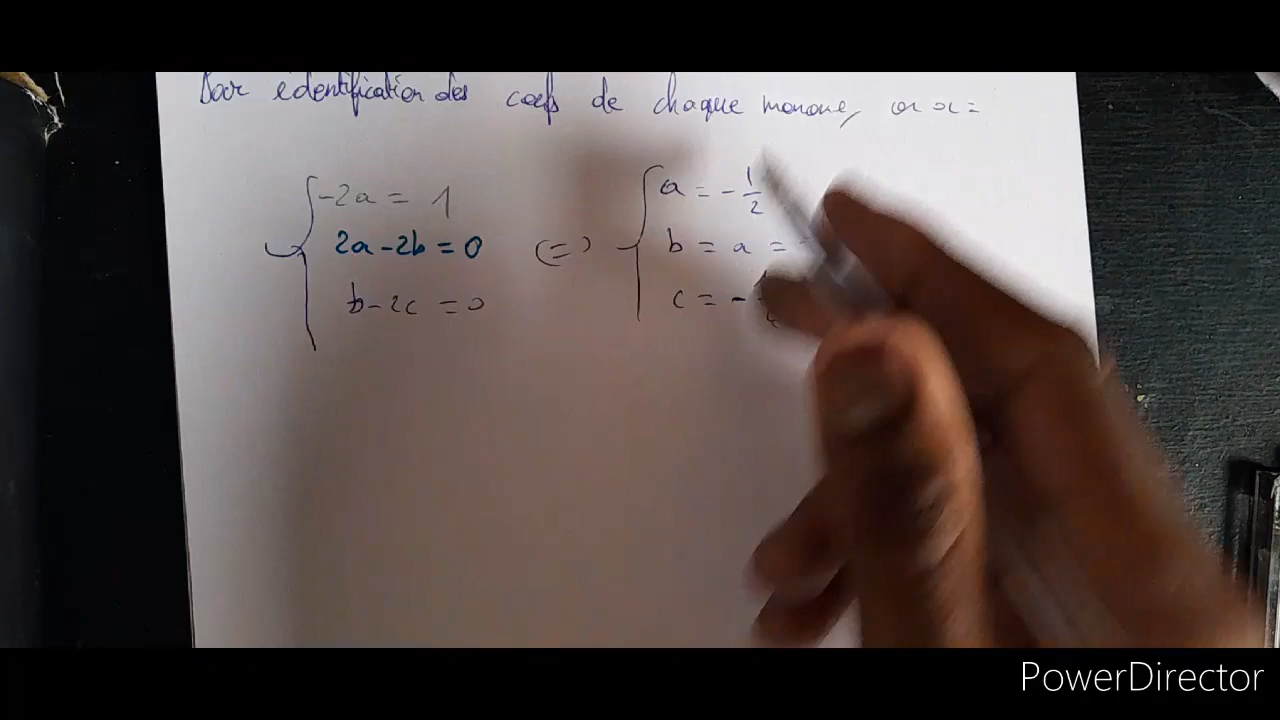 Par identification des coefs de chaque monome, on a =
-2a = 1 a = -1/2
2a-2b = 0 (=) b = a =
b-2c = 0 c = -
PowerDirector